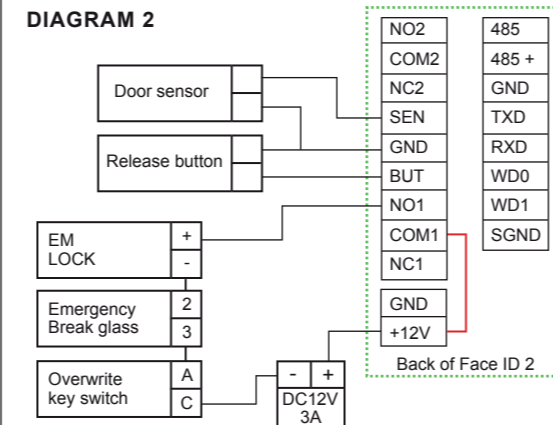 DIAGRAM 2
Door sensor
Release button
EM
LOCK
+
-
Emergency
Break glass
2
3
Overwrite
key switch
A
C
- +
DC12V
3A
NO2
COM2
NC2
SEN
GND
BUT
NO1
COM1
NC1
GND
+12V
485
485 +
GND
TXD
RXD
WD0
WD1
SGND
Back of Face ID 2